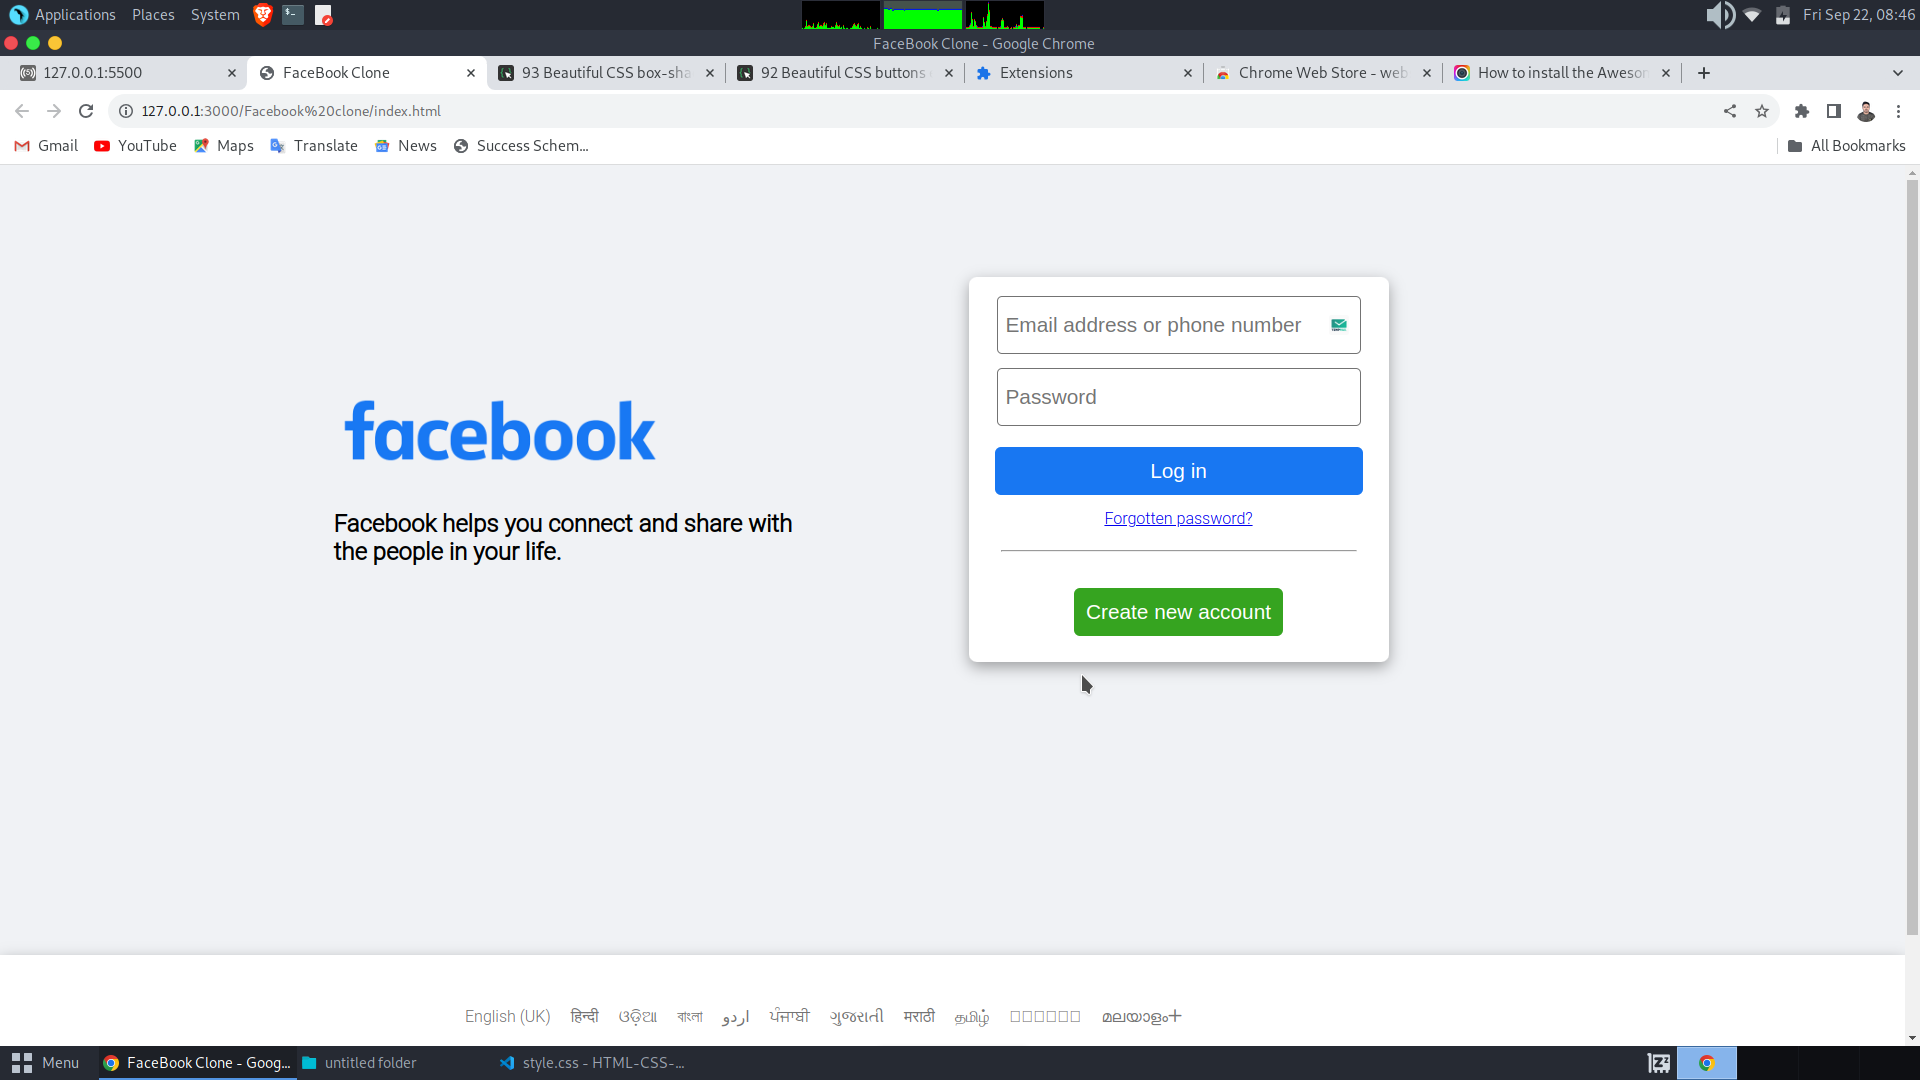 Applications Places System
Fri Sep 22, 08:46
FaceBook Clone - Google Chrome
127.0.0.1:5500
FaceBook Clone
93 Beautiful CSS box-sha
92 Beautiful CSS buttons
Extensions
Chrome Web Store - web
How to install the Aweson
127.0.0.1:3000/Facebook%20clone/index.html
Gmail YouTube Maps Translate News Success Schem...
All Bookmarks
Email address or phone number
Password
Log in
Forgotten password?
Create new account
facebook
Facebook helps you connect and share with
the people in your life.
English (UK) हिन्दी ଓଡ଼ିଆ বাংলা اردو ਪੰਜਾਬੀ ગુજરાતી मराठी தமிழ் മലയാളം+
Menu FaceBook Clone - Goog... untitled folder style.css - HTML-CSS-...